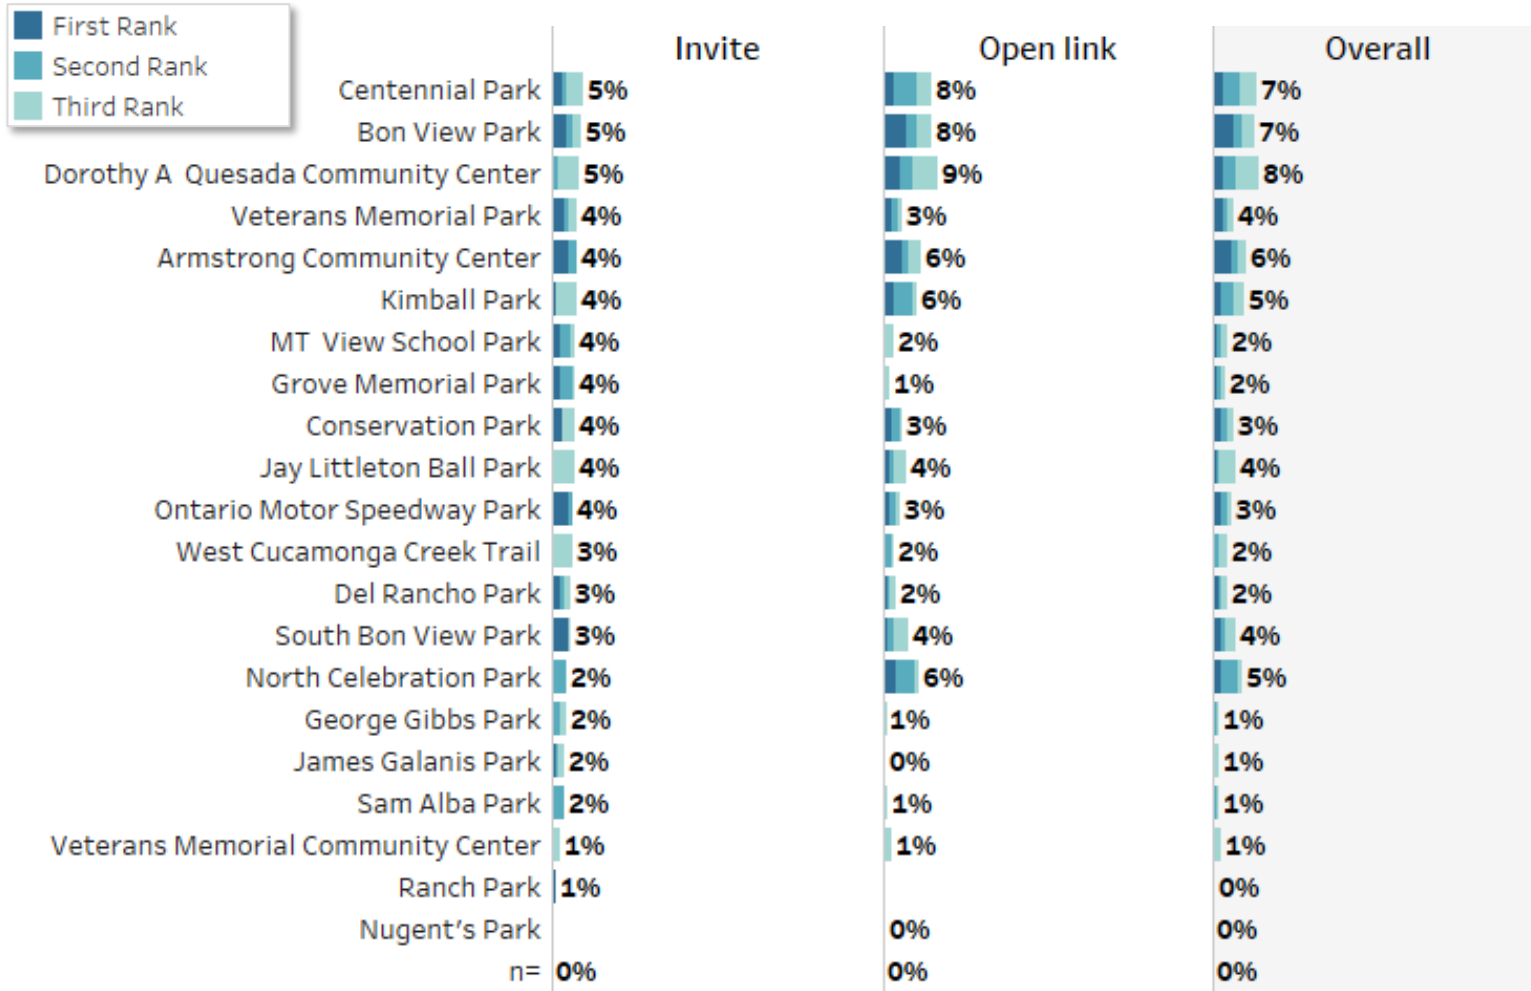 First Rank
Second Rank
Third Rank
Invite Open link Overall
Centennial Park 5% 8% 7%
Bon View Park 5% 8% 7%
Dorothy A  Quesada Community Center 5% 9% 8%
Veterans Memorial Park 4% 3% 4%
Armstrong Community Center 4% 6% 6%
Kimball Park 4% 6% 5%
MT  View School Park 4% 2% 2%
Grove Memorial Park 4% 1% 2%
Conservation Park 4% 3% 3%
Jay Littleton Ball Park 4% 4% 4%
Ontario Motor Speedway Park 4% 3% 3%
West Cucamonga Creek Trail 3% 2% 2%
Del Rancho Park 3% 2% 2%
South Bon View Park 3% 4% 4%
North Celebration Park 2% 6% 5%
George Gibbs Park 2% 1% 1%
James Galanis Park 2% 0% 1%
Sam Alba Park 2% 1% 1%
Veterans Memorial Community Center 1% 1% 1%
Ranch Park 1% 0%
Nugent's Park 0% 0%
n= 0% 0% 0%